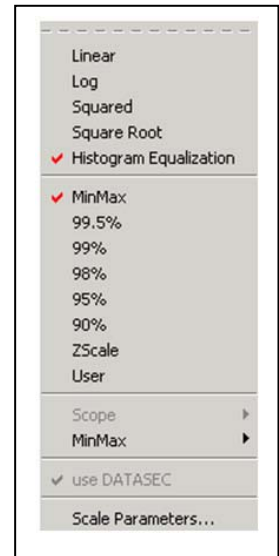 Linear
Log
Squared
Square Root
Histogram Equalization
MinMax
99.5%
99%
98%
95%
90%
ZScale
User
Scope
MinMax
use DATASEC
Scale Parameters...